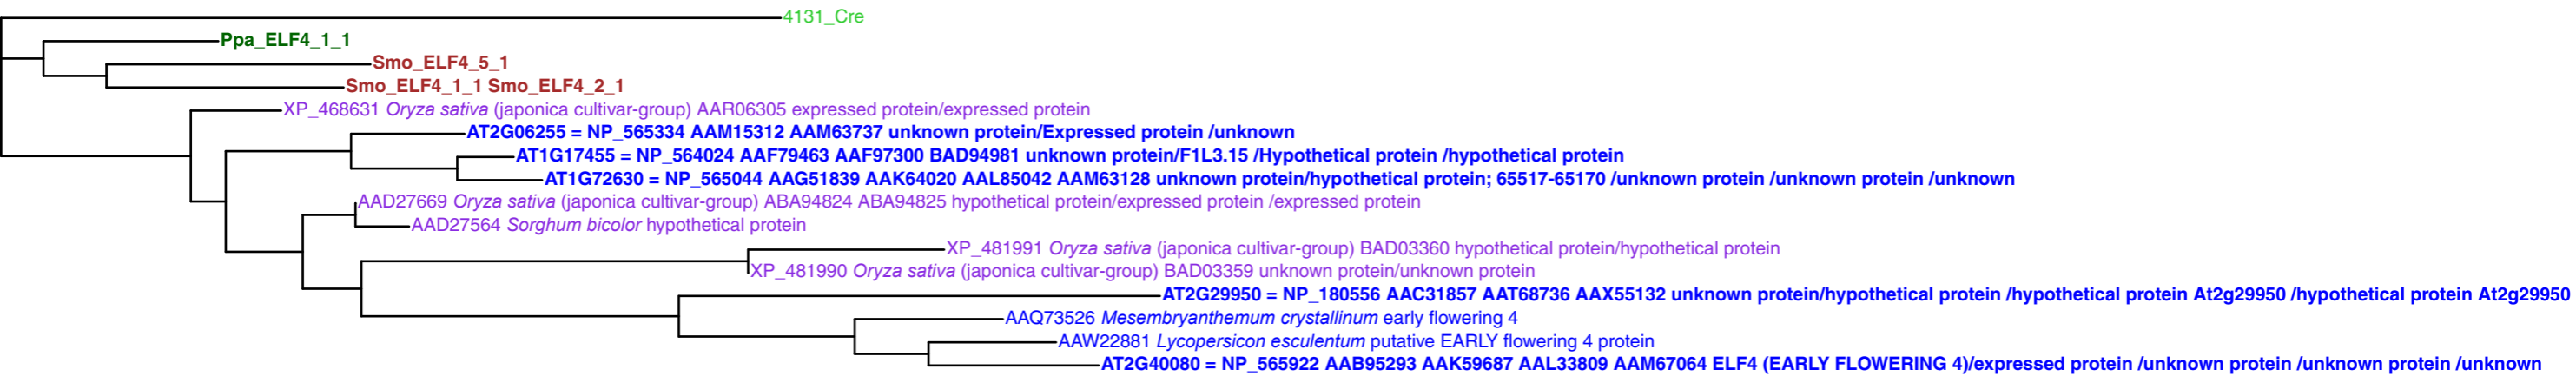 4131_Cre
Ppa_ELF4_1_1
Smo_ELF4_5_1
Smo_ELF4_1_1 Smo_ELF4_2_1
XP_468631 Oryza sativa (japonica cultivar-group) AAR06305 expressed protein/expressed protein
AT2G06255 = NP_565334 AAM15312 AAM63737 unknown protein/Expressed protein /unknown
AT1G17455 = NP_564024 AAF79463 AAF97300 BAD94981 unknown protein/F1L3.15 /Hypothetical protein /hypothetical protein
AT1G72630 = NP_565044 AAG51839 AAK64020 AAL85042 AAM63128 unknown protein/hypothetical protein; 65517-65170 /unknown protein /unknown protein /unknown
AAD27669 Oryza sativa (japonica cultivar-group) ABA94824 ABA94825 hypothetical protein/expressed protein /expressed protein
AAD27564 Sorghum bicolor hypothetical protein
XP_481991 Oryza sativa (japonica cultivar-group) BAD03360 hypothetical protein/hypothetical protein
XP_481990 Oryza sativa (japonica cultivar-group) BAD03359 unknown protein/unknown protein
AT2G29950 = NP_180556 AAC31857 AAT68736 AAX55132 unknown protein/hypothetical protein /hypothetical protein At2g29950 /hypothetical protein At2g29950
AAQ73526 Mesembryanthemum crystallinum early flowering 4
AAW22881 Lycopersicon esculentum putative EARLY flowering 4 protein
AT2G40080 = NP_565922 AAB95293 AAK59687 AAL33809 AAM67064 ELF4 (EARLY FLOWERING 4)/expressed protein /unknown protein /unknown protein /unknown